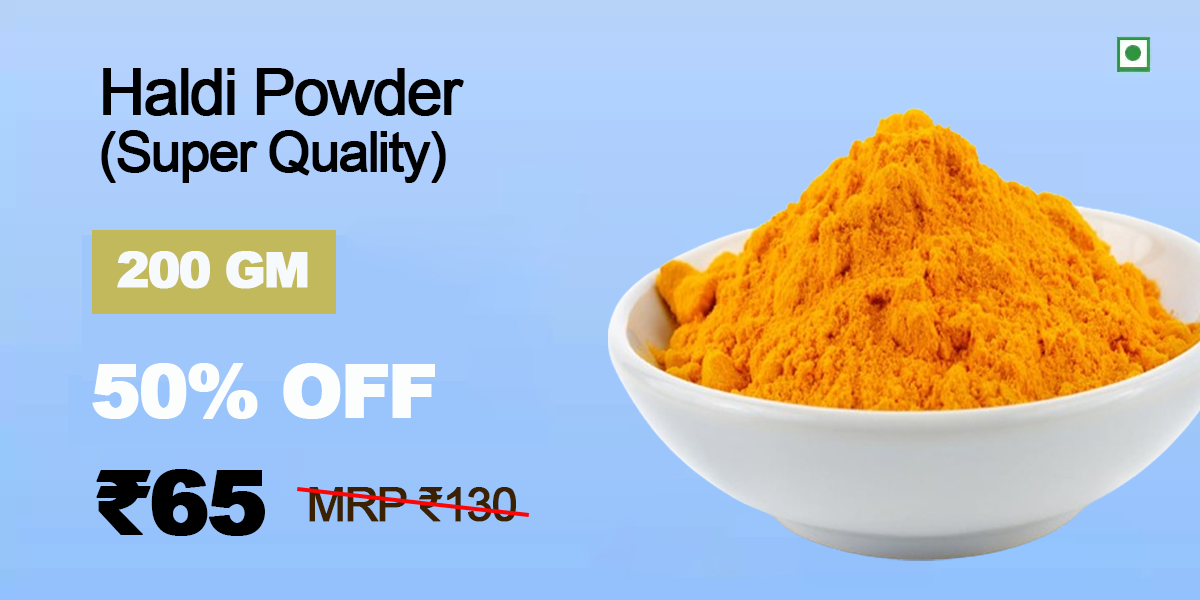 Haldi Powder
(Super Quality)
200 GM
50% OFF
₹65
MRP ₹130